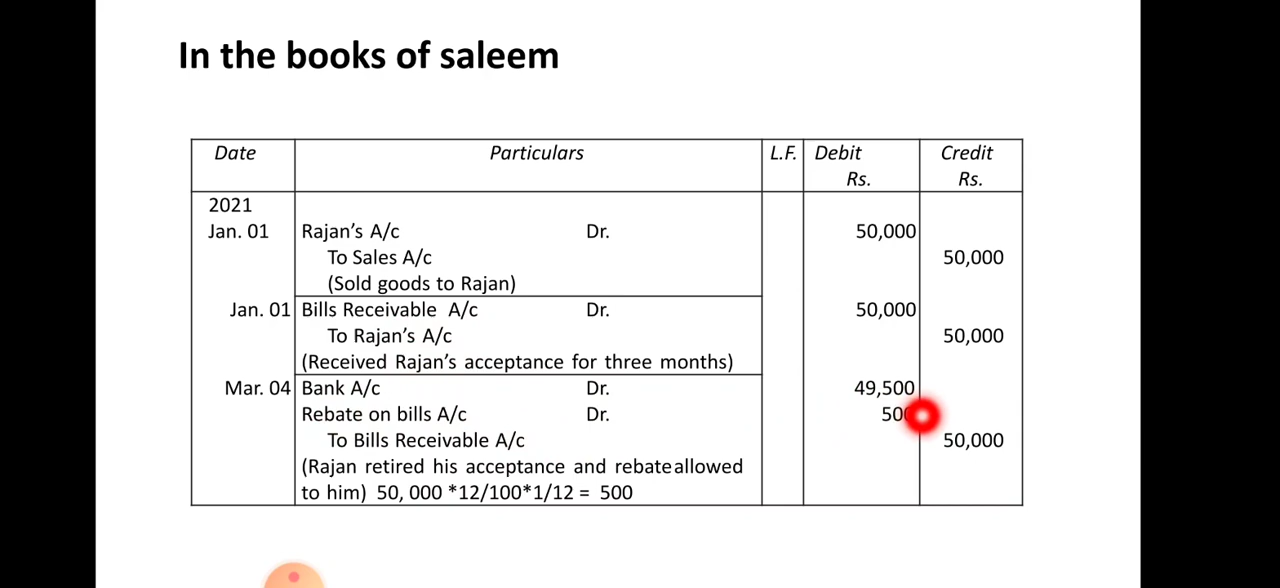 In the books of saleem
Date Particulars L.F. Debit Credit
Rs. Rs.
2021
Jan. 01 Rajan's A/c Dr. 50,000
To Sales A/c 50,000
(Sold goods to Rajan)
Jan. 01 Bills Receivable A/c Dr. 50,000
To Rajan's A/c 50,000
(Received Rajan's acceptance for three months)
Mar. 04 Bank A/c Dr. 49,500
Rebate on bills A/c Dr. 500
To Bills Receivable A/c 50,000
(Rajan retired his acceptance and rebate allowed
to him) 50, 000 *12/100*1/12 = 500